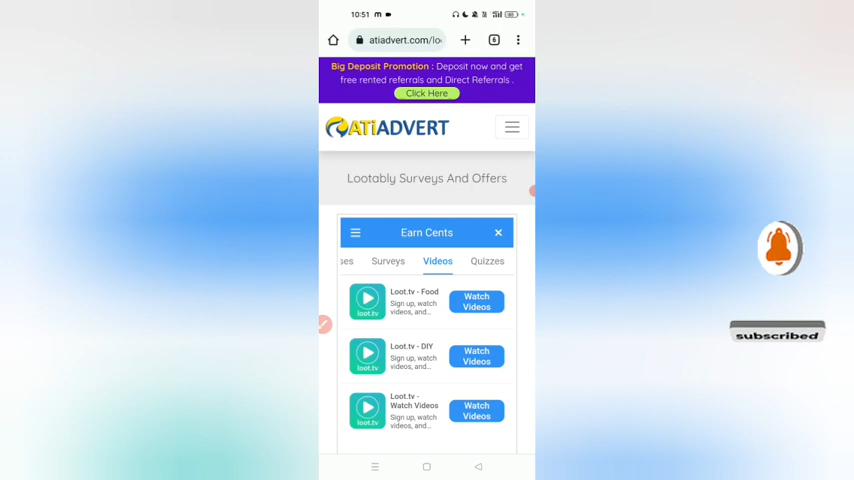 10:51
atiadvert.com/lo
6
Big Deposit Promotion : Deposit now and get
free rented referrals and Direct Referrals .
Click Here
ATiADVERT
Lootably Surveys And Offers
Earn Cents
Surveys Videos Quizzes
Loot.tv - Food
Sign up, watch
videos, and...
Watch
Videos
loot.tv
Loot.tv - DIY
Sign up, watch
videos, and...
Watch
Videos
loot.tv
Loot.tv -
Watch Videos
Sign up, watch
videos, and...
Watch
Videos
loot.tv
subscribed